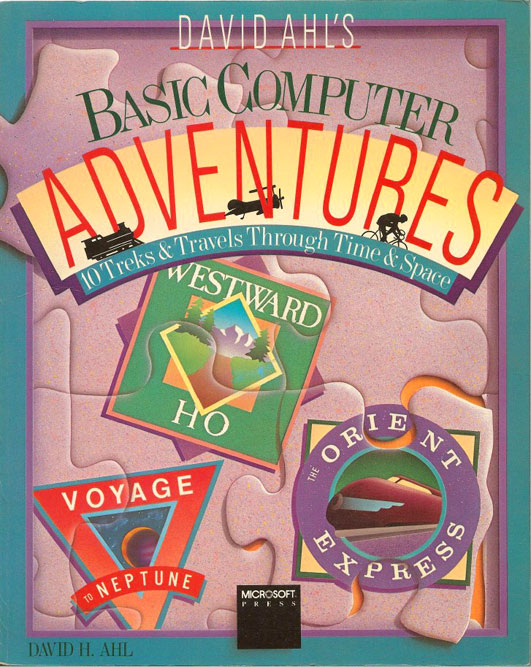 DAVID AHL'S
BASIC COMPUTER
ADVENTURES
10 Treks & Travels Through Time & Space
WESTWARD
HO
THE ORIENT
EXPRESS
VOYAGE
TO NEPTUNE
MICROSOFT
PRESS
DAVID H. AHL